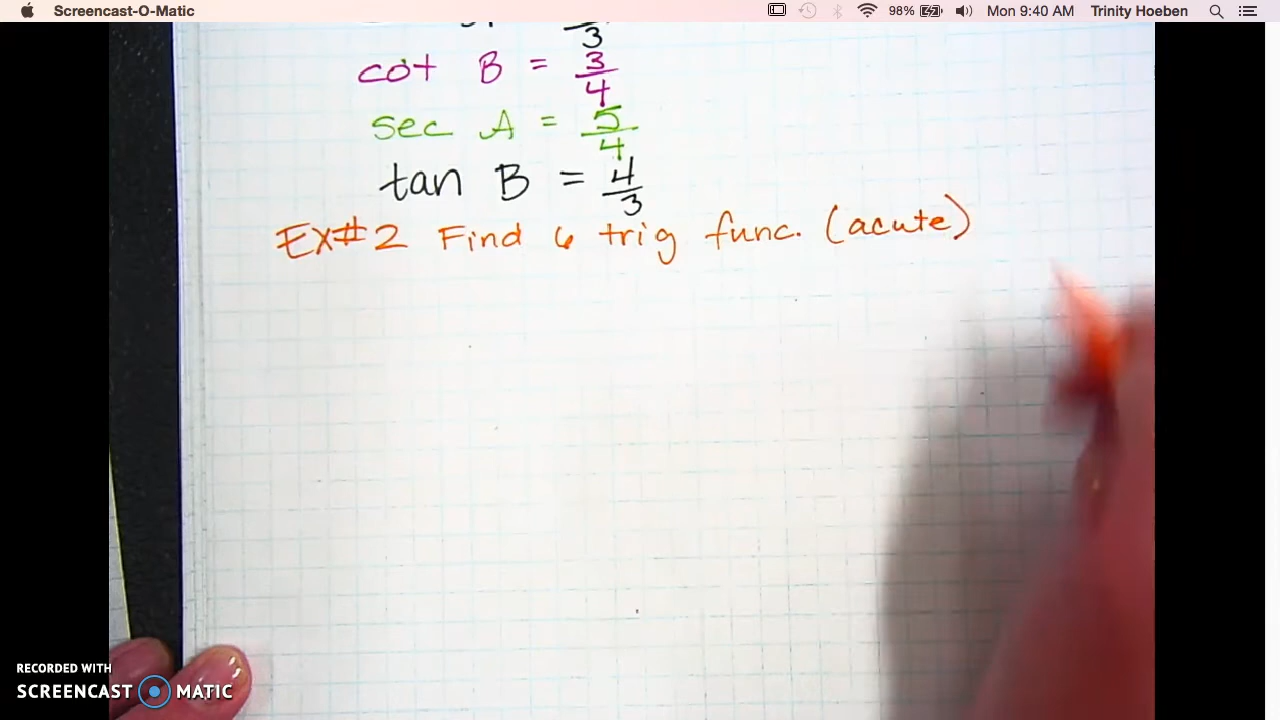 Screencast-O-Matic 98% Mon 9:40 AM Trinity Hoeben
3
cot B = 3/4
sec A = 5/4
tan B = 4/3
Ex#2 Find 6 trig func. (acute)
RECORDED WITH
SCREENCAST MATIC